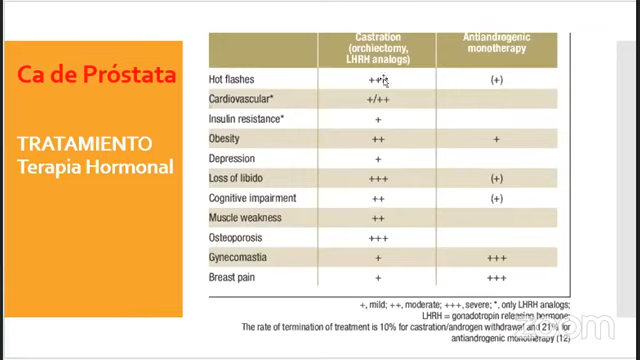 Ca de Próstata
TRATAMIENTO
Terapia Hormonal
Castration (orchiectomy, LHRH analogs) Antiandrogenic monotherapy
Hot flashes +++ (+)
Cardiovascular* +/++
Insulin resistance* +
Obesity ++ +
Depression +
Loss of libido +++ (+)
Cognitive impairment ++ (+)
Muscle weakness ++
Osteoporosis +++
Gynecomastia + +++
Breast pain + +++
+, mild; ++, moderate; +++, severe; *, only LHRH analogs;
LHRH = gonadotropin releasing hormone.
The rate of termination of treatment is 10% for castration/androgen withdrawal and 21% for
antiandrogenic monotherapy (12)
zoom